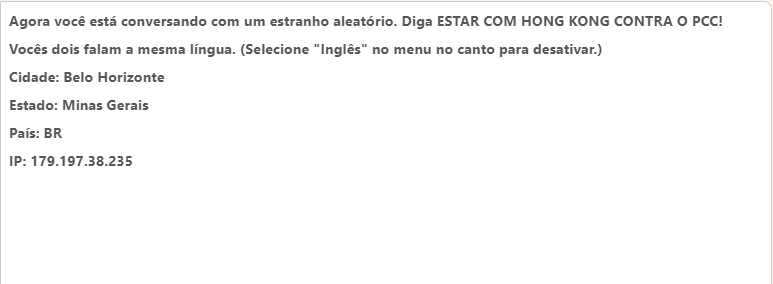 Agora você está conversando com um estranho aleatório. Diga ESTAR COM HONG KONG CONTRA O PCC!
Vocês dois falam a mesma língua. (Selecione "Inglês" no menu no canto para desativar.)
Cidade: Belo Horizonte
Estado: Minas Gerais
País: BR
IP: 179.197.38.235